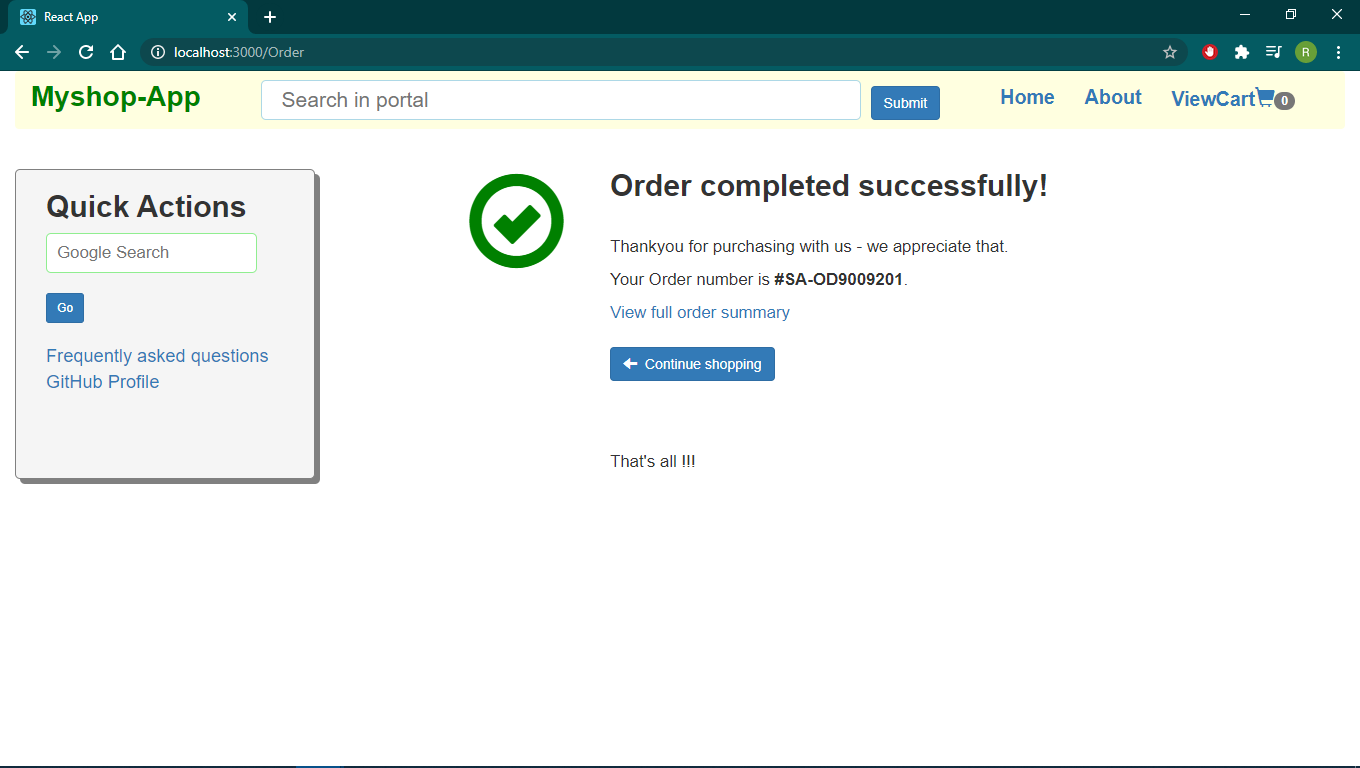 React App
localhost:3000/Order
R
Myshop-App
Search in portal
Submit
Home
About
ViewCart 0
Quick Actions
Google Search
Go
Frequently asked questions
GitHub Profile
Order completed successfully!
Thankyou for purchasing with us - we appreciate that.
Your Order number is #SA-OD9009201.
View full order summary
Continue shopping
That's all !!!